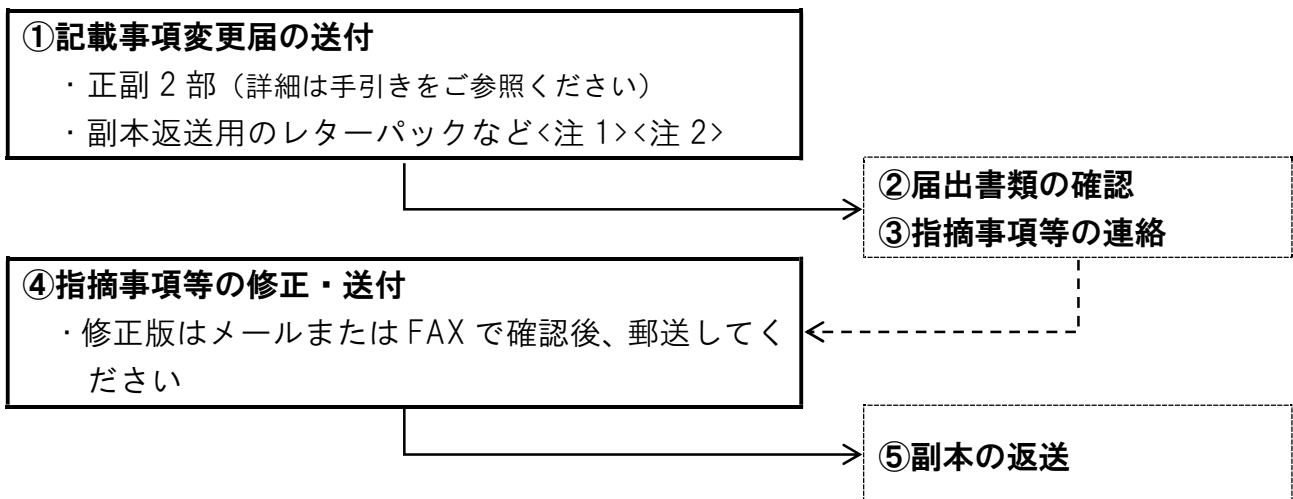 ①記載事項変更届の送付
・正副２部（詳細は手引きをご参照ください）
・副本返送用のレターパックなど<注 1><注 2>
②届出書類の確認
③指摘事項等の連絡
④指摘事項等の修正・送付
・修正版はメールまたは FAX で確認後、郵送してく
ださい
⑤副本の返送